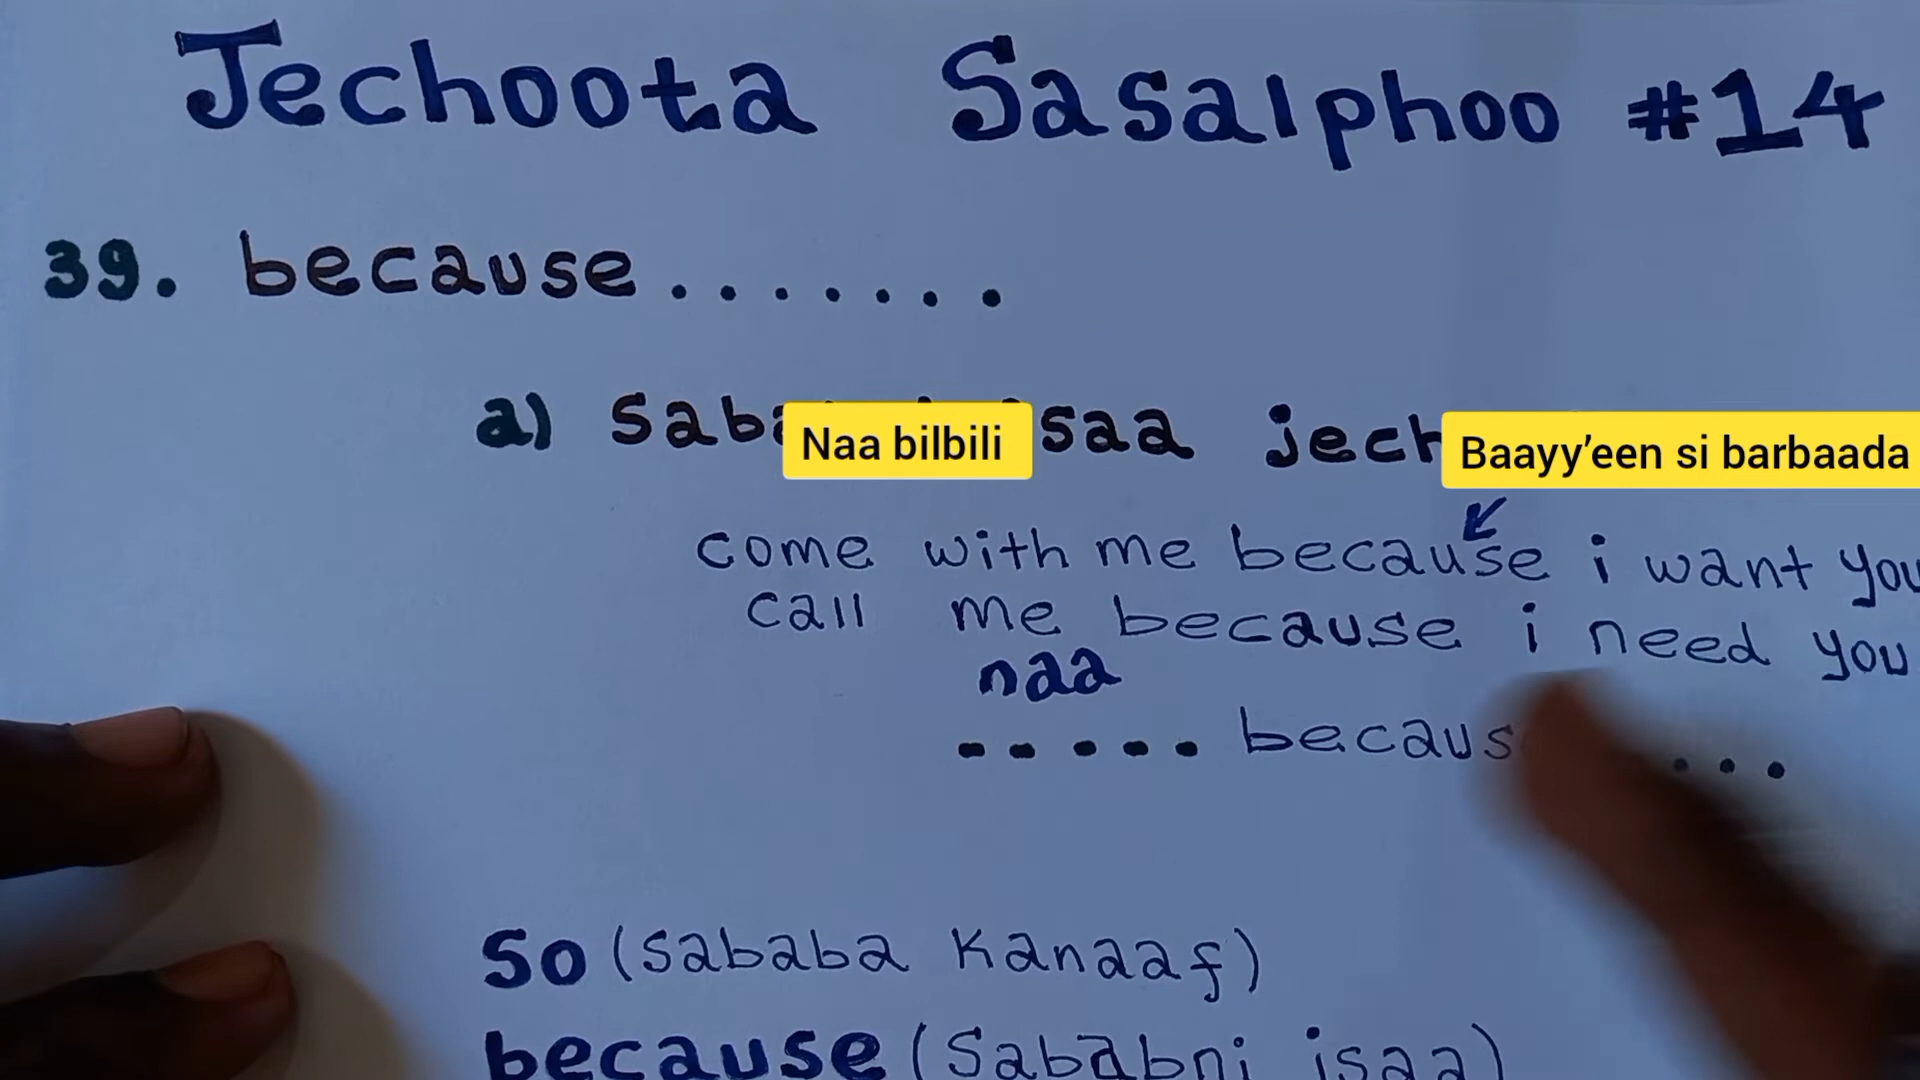 Jechoota Sasalphoo #14
39. because.......
a) Saba saa jech
Naa bilbili
Baayy’een si barbaada
come with me because i want you
call me because i need you
naa
----- becaus ...
So (sababa Kanaaf)
because (Sababni isaa)